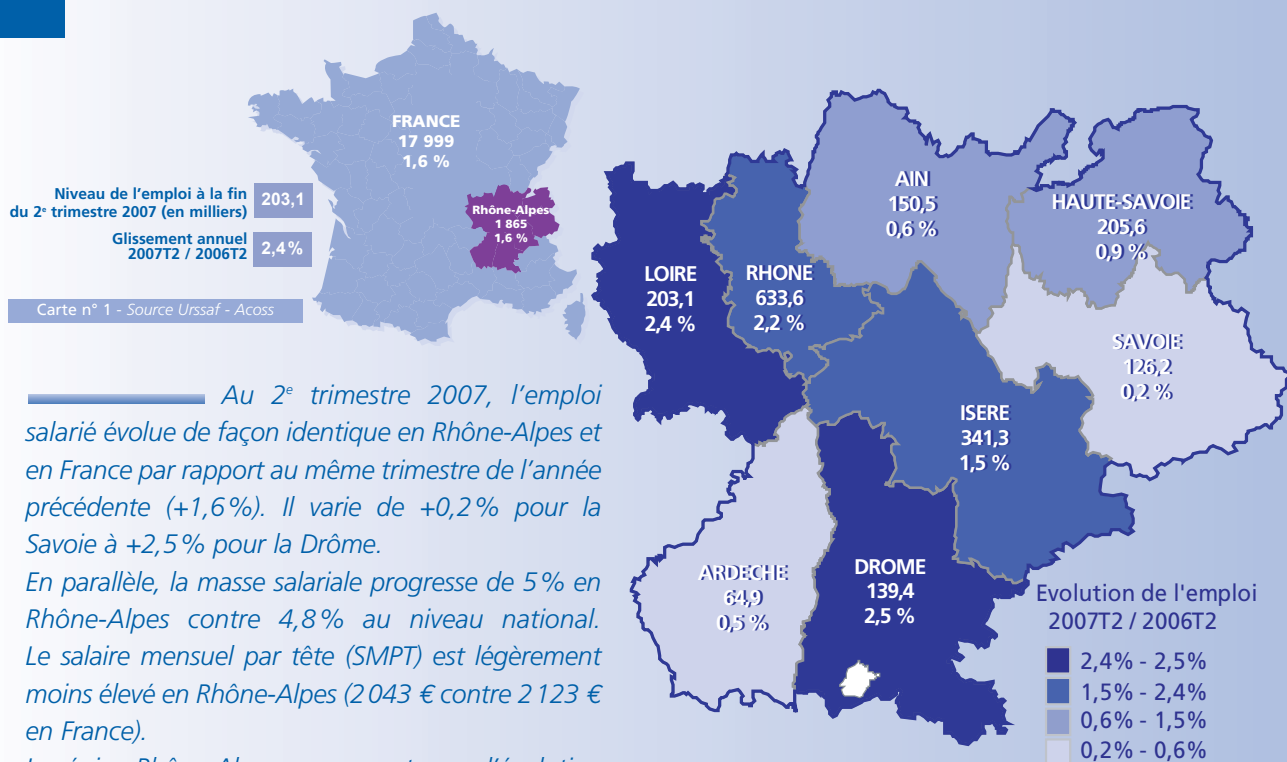 FRANCE
17 999
1,6 %
Rhône-Alpes
1 865
1,6 %
Niveau de l'emploi à la fin
du 2e trimestre 2007 (en milliers)
203,1
Glissement annuel
2007T2 / 2006T2
2,4%
Carte n° 1 - Source Urssaf - Acoss
AIN
150,5
0,6 %
HAUTE-SAVOIE
205,6
0,9 %
LOIRE
203,1
2,4 %
RHONE
633,6
2,2 %
SAVOIE
126,2
0,2 %
ISERE
341,3
1,5 %
ARDECHE
64,9
0,5 %
DROME
139,4
2,5 %
Evolution de l'emploi
2007T2 / 2006T2
2,4% - 2,5%
1,5% - 2,4%
0,6% - 1,5%
0,2% - 0,6%
Au 2e trimestre 2007, l'emploi
salarié évolue de façon identique en Rhône-Alpes et
en France par rapport au même trimestre de l'année
précédente (+1,6%). Il varie de +0,2% pour la
Savoie à +2,5% pour la Drôme.
En parallèle, la masse salariale progresse de 5% en
Rhône-Alpes contre 4,8% au niveau national.
Le salaire mensuel par tête (SMPT) est légèrement
moins élevé en Rhône-Alpes (2043 € contre 2123 €
en France).